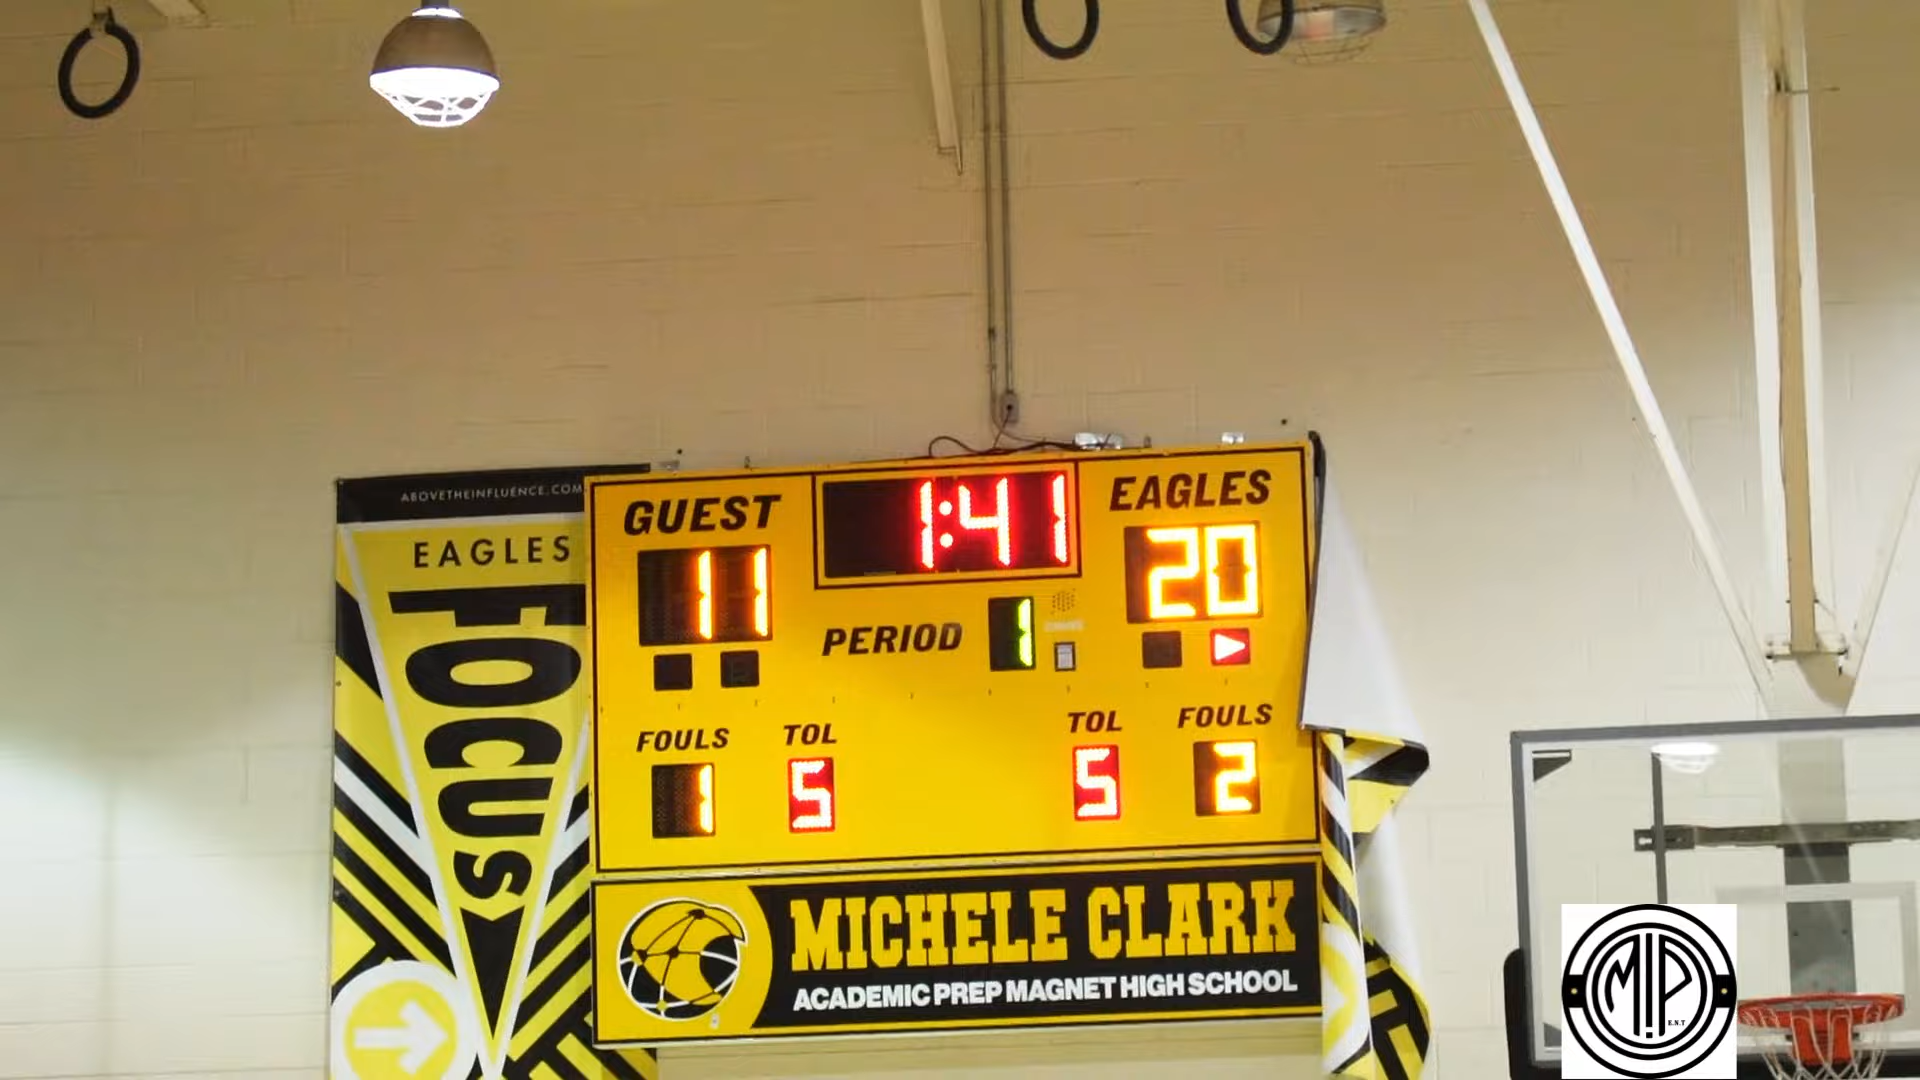 ABOVETHEINFLUENCE.COM
EAGLES
FOCUS
GUEST
1:41
EAGLES
11
20
PERIOD
1
FOULS
TOL
TOL
FOULS
1
5
5
2
MICHELE CLARK
ACADEMIC PREP MAGNET HIGH SCHOOL
M!P
E.N.T